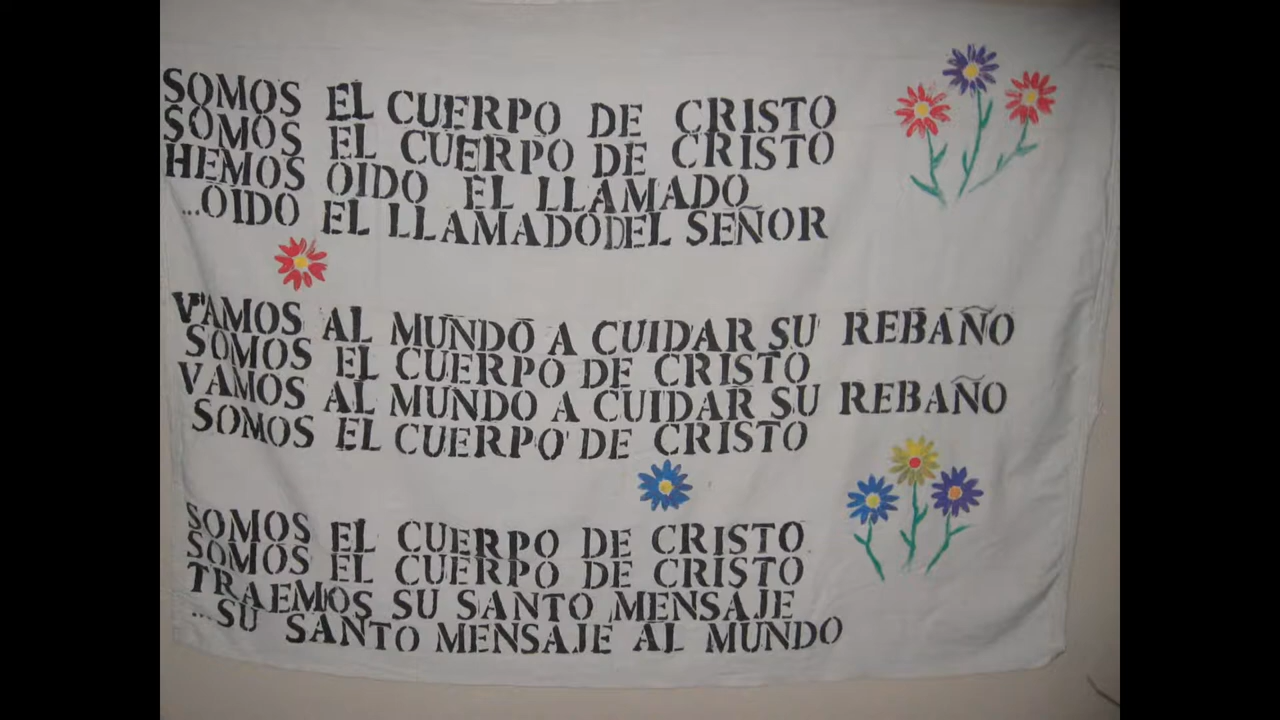 SOMOS EL CUERPO DE CRISTO
SOMOS EL CUERPO DE CRISTO
HEMOS OIDO EL LLAMADO
...OIDO EL LLAMADO DEL SEÑOR
VAMOS AL MUNDO A CUIDAR SU REBAÑO
SOMOS EL CUERPO DE CRISTO
VAMOS AL MUNDO A CUIDAR SU REBAÑO
SOMOS EL CUERPO DE CRISTO
SOMOS EL CUERPO DE CRISTO
SOMOS EL CUERPO DE CRISTO
TRAEMOS SU SANTO MENSAJE
...SU SANTO MENSAJE AL MUNDO